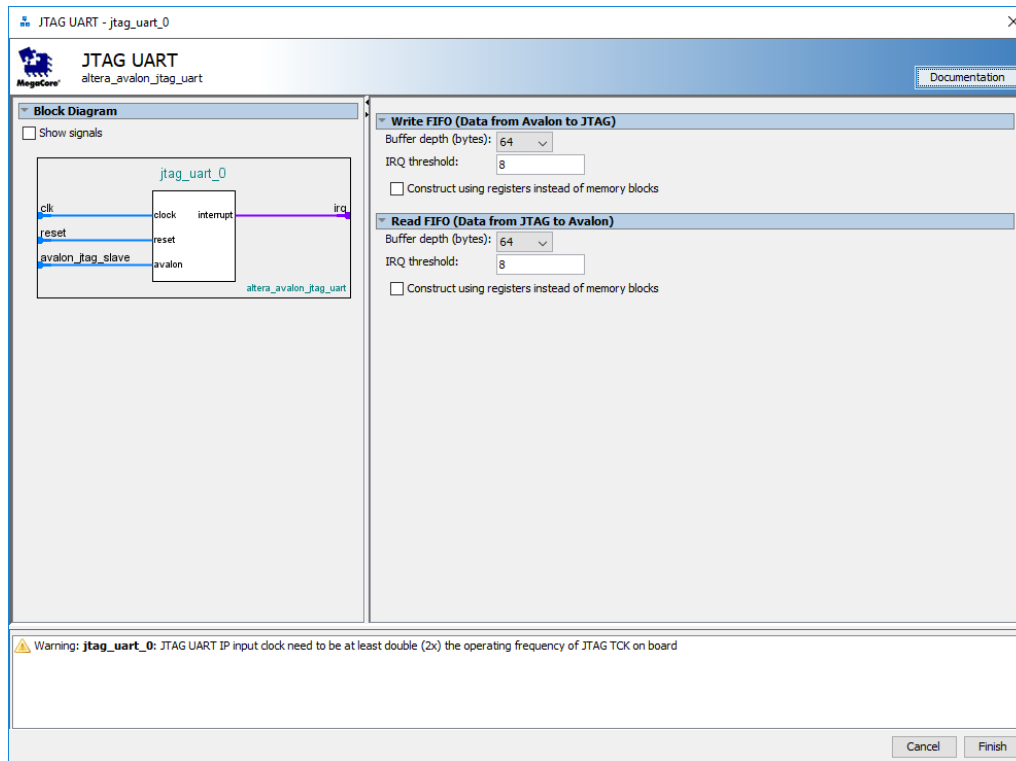 JTAG UART - jtag_uart_0
MegaCore®
JTAG UART
altera_avalon_jtag_uart
Documentation
Block Diagram
Show signals
jtag_uart_0
clk
clock
interrupt
irq
reset
reset
avalon_jtag_slave
avalon
altera_avalon_jtag_uart
Write FIFO (Data from Avalon to JTAG)
Buffer depth (bytes): 64
IRQ threshold: 8
Construct using registers instead of memory blocks
Read FIFO (Data from JTAG to Avalon)
Buffer depth (bytes): 64
IRQ threshold: 8
Construct using registers instead of memory blocks
Warning: jtag_uart_0: JTAG UART IP input clock need to be at least double (2x) the operating frequency of JTAG TCK on board
Cancel Finish